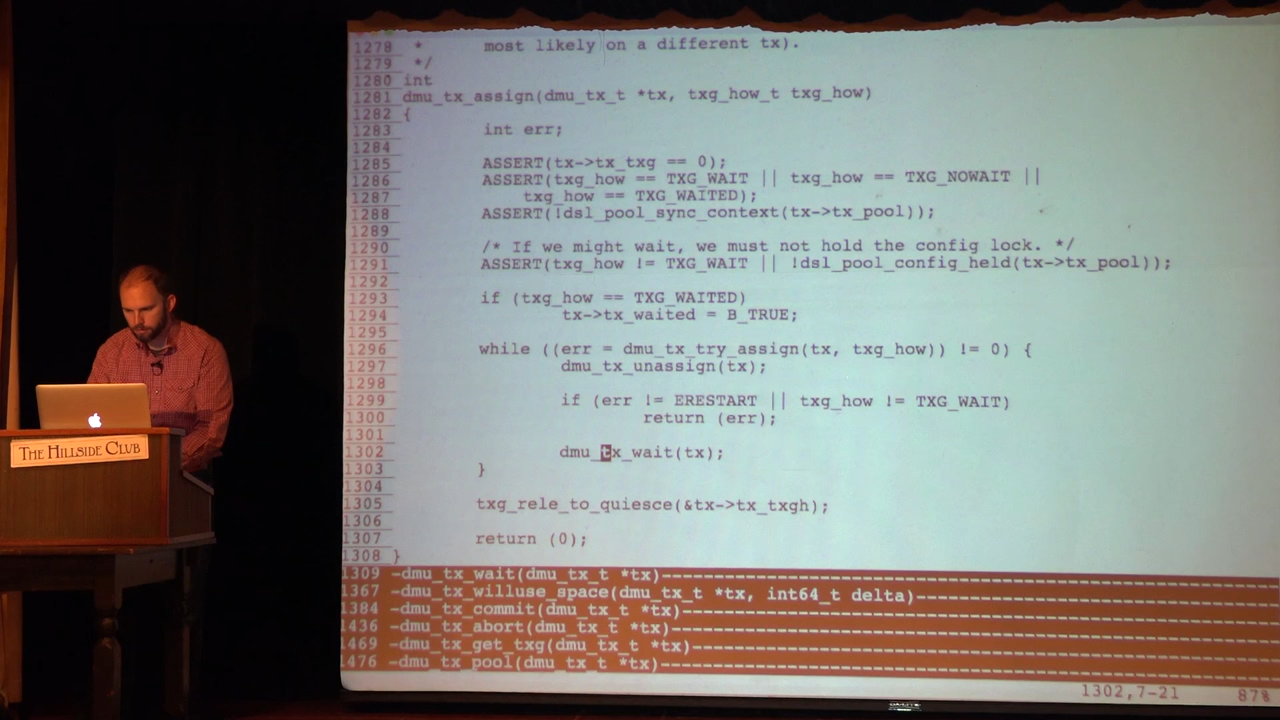 1278 * most likely on a different tx).
1279 */
1280 int
1281 dmu_tx_assign(dmu_tx_t *tx, txg_how_t txg_how)
1282 {
1283 int err;
1284
1285 ASSERT(tx->tx_txg == 0);
1286 ASSERT(txg_how == TXG_WAIT || txg_how == TXG_NOWAIT ||
1287 txg_how == TXG_WAITED);
1288 ASSERT(!dsl_pool_sync_context(tx->tx_pool));
1289
1290 /* If we might wait, we must not hold the config lock. */
1291 ASSERT(txg_how != TXG_WAIT || !dsl_pool_config_held(tx->tx_pool));
1292
1293 if (txg_how == TXG_WAITED)
1294 tx->tx_waited = B_TRUE;
1295
1296 while ((err = dmu_tx_try_assign(tx, txg_how)) != 0) {
1297 dmu_tx_unassign(tx);
1298
1299 if (err != ERESTART || txg_how != TXG_WAIT)
1300 return (err);
1301
1302 dmu_tx_wait(tx);
1303 }
1304
1305 txg_rele_to_quiesce(&tx->tx_txgh);
1306
1307 return (0);
1308 }
1309 -dmu_tx_wait(dmu_tx_t *tx)--------------------------------------------------
1367 -dmu_tx_willuse_space(dmu_tx_t *tx, int64_t delta)-----------------------------
1384 -dmu_tx_commit(dmu_tx_t *tx)--------------------------------------------------
1436 -dmu_tx_abort(dmu_tx_t *tx)--------------------------------------------------
1469 -dmu_tx_get_txg(dmu_tx_t *tx)--------------------------------------------------
1476 -dmu_tx_pool(dmu_tx_t *tx)--------------------------------------------------
1302,7-21 87%
THE HILLSIDE CLUB